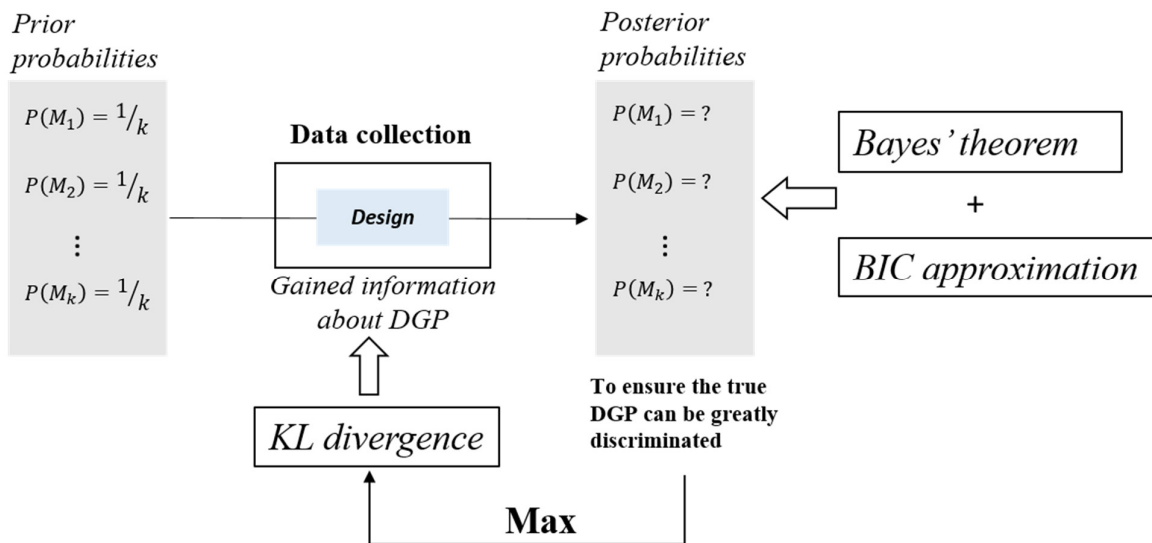 Prior
probabilities
P(M₁) = 1/k
P(M₂) = 1/k
⋮
P(Mₖ) = 1/k
Data collection
Design
Gained information
about DGP
KL divergence
Max
Posterior
probabilities
P(M₁) = ?
P(M₂) = ?
⋮
P(Mₖ) = ?
To ensure the true
DGP can be greatly
discriminated
Bayes' theorem
+
BIC approximation